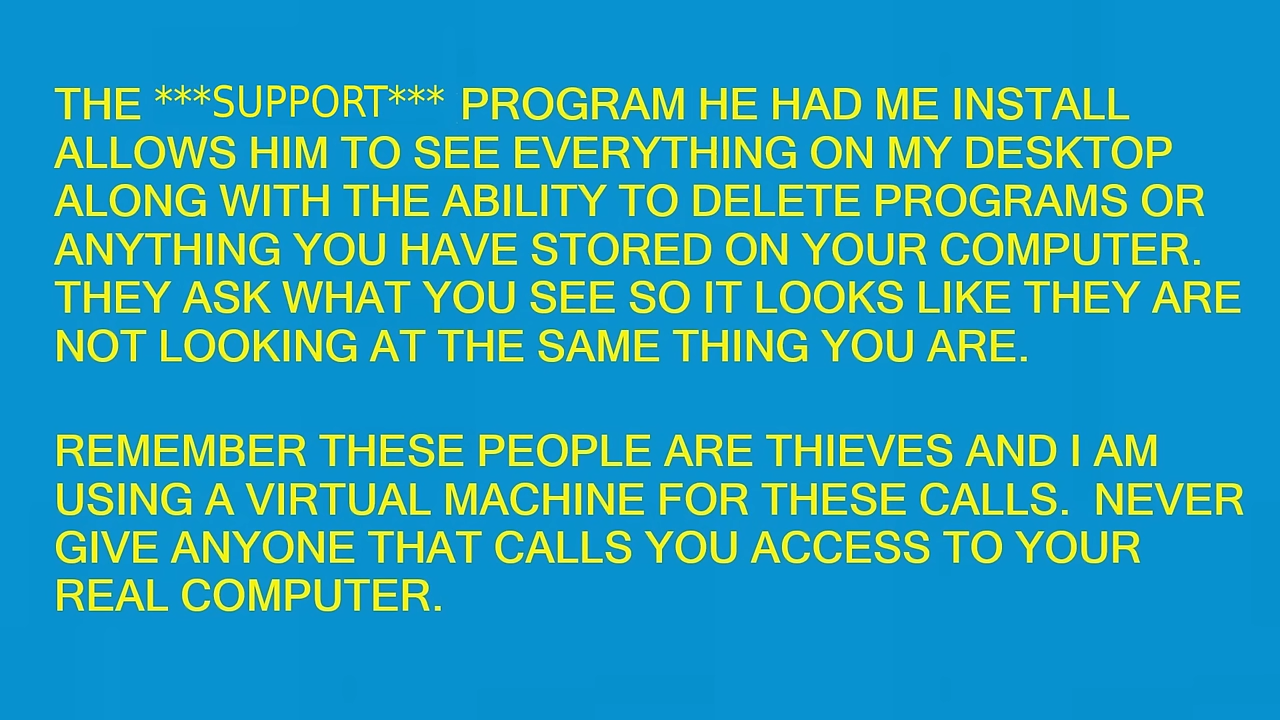 THE ***SUPPORT*** PROGRAM HE HAD ME INSTALL
ALLOWS HIM TO SEE EVERYTHING ON MY DESKTOP
ALONG WITH THE ABILITY TO DELETE PROGRAMS OR
ANYTHING YOU HAVE STORED ON YOUR COMPUTER.
THEY ASK WHAT YOU SEE SO IT LOOKS LIKE THEY ARE
NOT LOOKING AT THE SAME THING YOU ARE.
REMEMBER THESE PEOPLE ARE THIEVES AND I AM
USING A VIRTUAL MACHINE FOR THESE CALLS.  NEVER
GIVE ANYONE THAT CALLS YOU ACCESS TO YOUR
REAL COMPUTER.